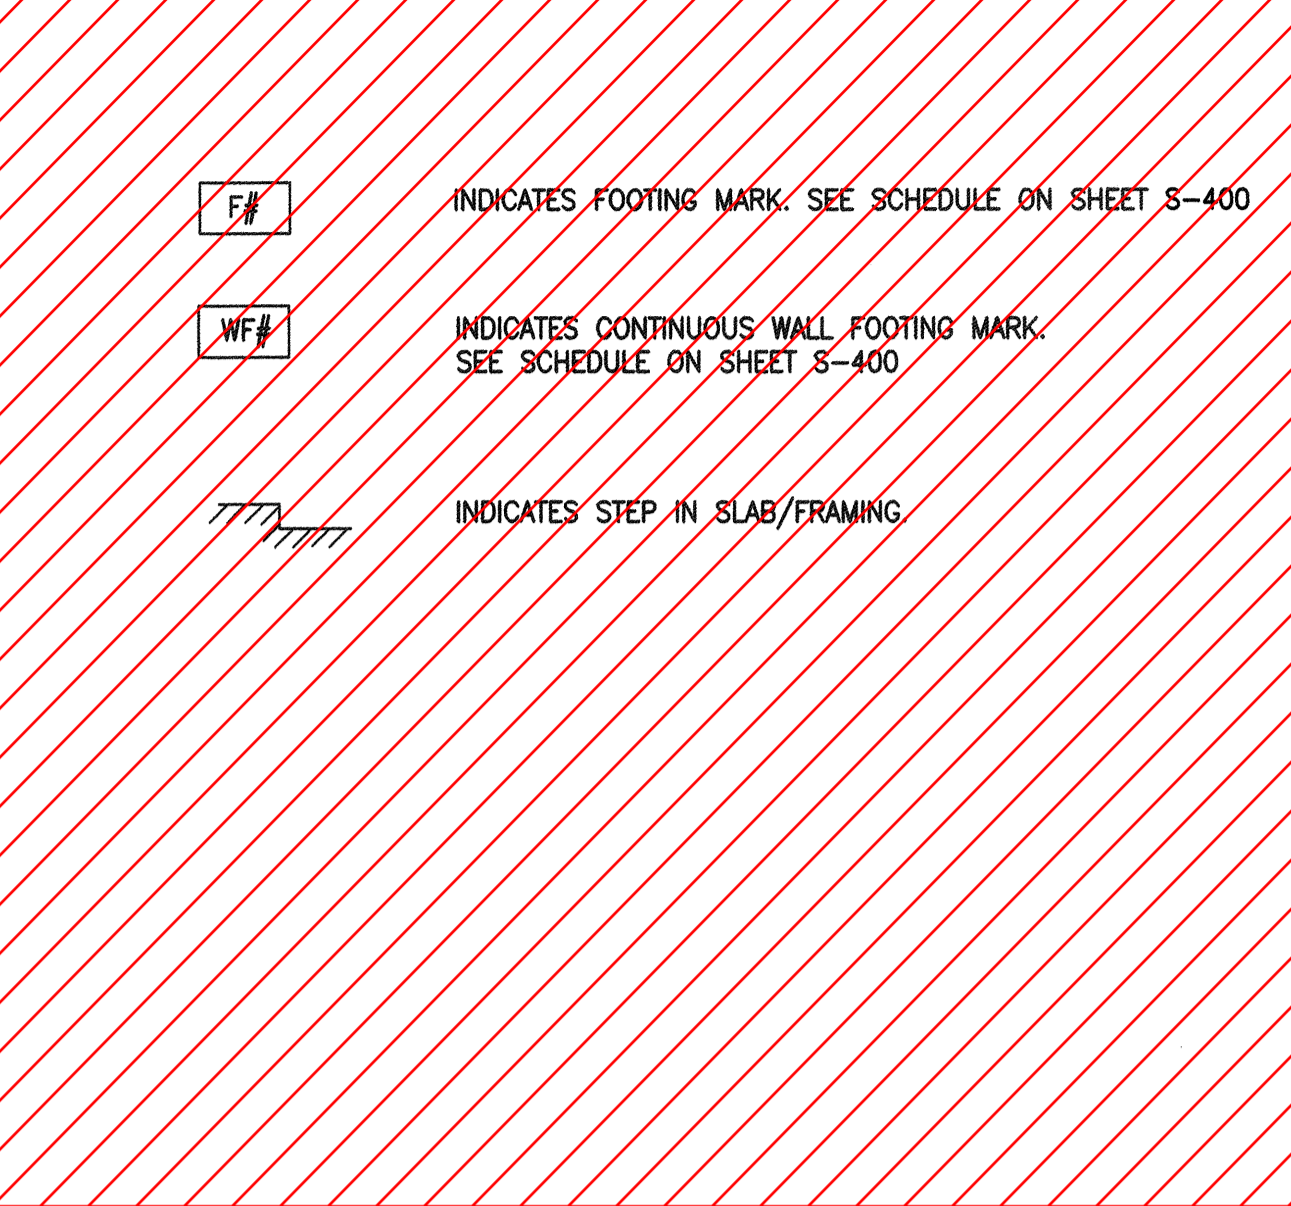 F# INDICATES FOOTING MARK. SEE SCHEDULE ON SHEET S-400
WF# INDICATES CONTINUOUS WALL FOOTING MARK.
SEE SCHEDULE ON SHEET S-400
INDICATES STEP IN SLAB/FRAMING.